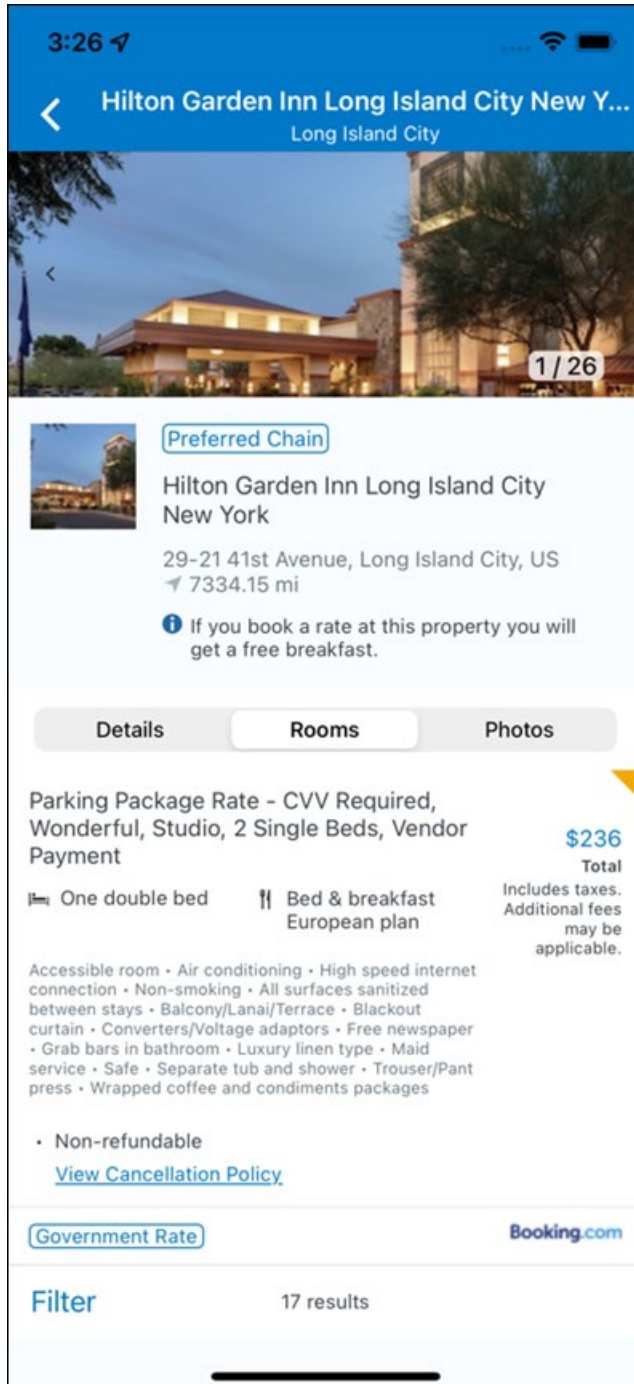 3:26
Hilton Garden Inn Long Island City New Y...
Long Island City
1 / 26
Preferred Chain
Hilton Garden Inn Long Island City
New York
29-21 41st Avenue, Long Island City, US
7334.15 mi
If you book a rate at this property you will
get a free breakfast.
Details Rooms Photos
Parking Package Rate - CVV Required,
Wonderful, Studio, 2 Single Beds, Vendor
Payment
$236
Total
Includes taxes.
Additional fees
may be
applicable.
One double bed
Bed & breakfast
European plan
Accessible room • Air conditioning • High speed internet
connection • Non-smoking • All surfaces sanitized
between stays • Balcony/Lanai/Terrace • Blackout
curtain • Converters/Voltage adaptors • Free newspaper
• Grab bars in bathroom • Luxury linen type • Maid
service • Safe • Separate tub and shower • Trouser/Pant
press • Wrapped coffee and condiments packages
• Non-refundable
View Cancellation Policy
Government Rate
Booking.com
Filter
17 results